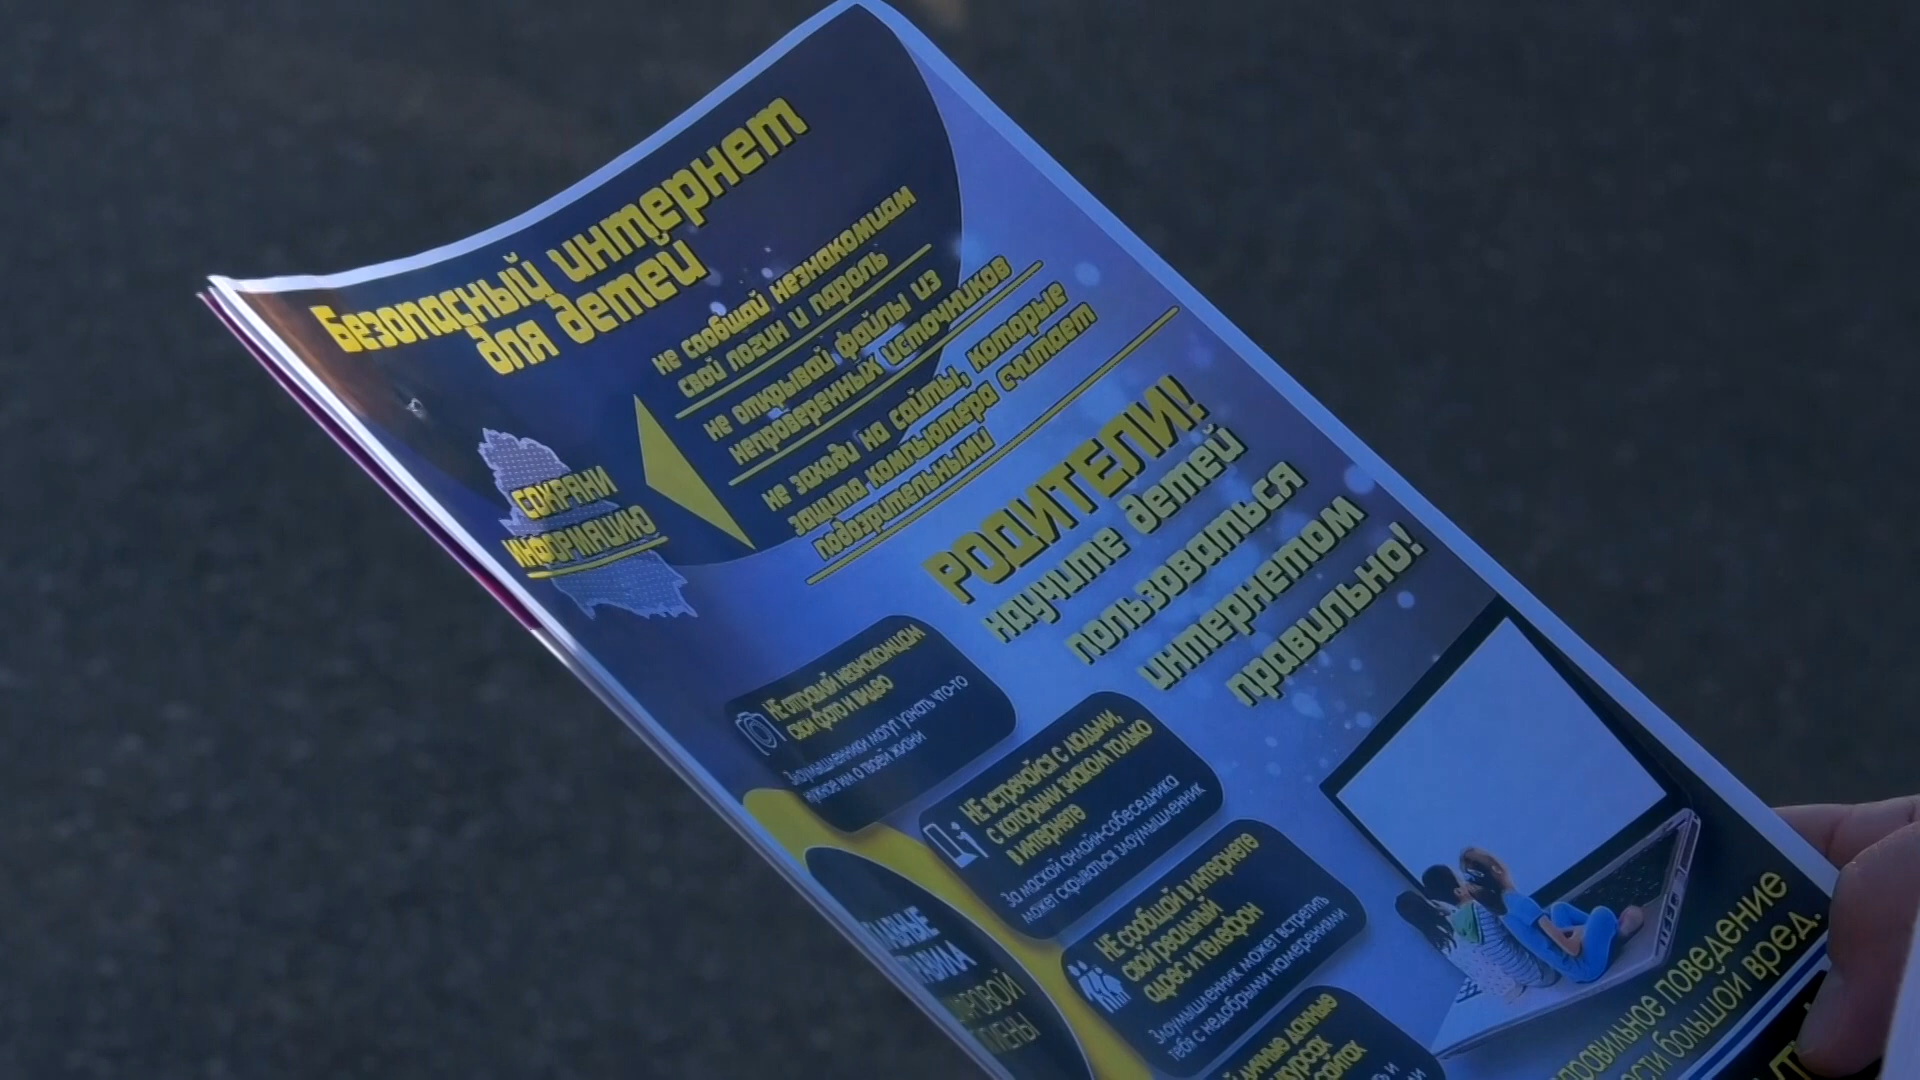 Безопасный интернет
для детей
не сообщай незнакомцам
свой логин и пароль
не открывай файлы из
непроверенных источников
не заходи на сайты, которые
защита компьютера считает
подозрительными
СОХРАНИ
ИНФОРМАЦИЮ
РОДИТЕЛИ!
научите детей
пользоваться
интернетом
правильно!
НЕ отправляй незнакомцам
свои фото и видео
Злоумышленники могут узнать что-то
нужное им о твоей жизни
НЕ встречайся с людьми,
с которыми знаком только
в интернете
За маской онлайн-собеседника
может скрываться злоумышленник
НЕ сообщай в интернете
свой реальный
адрес и телефон
Злоумышленник может встретить
тебя с недобрыми намерениями
данные
поведение
большой вред.